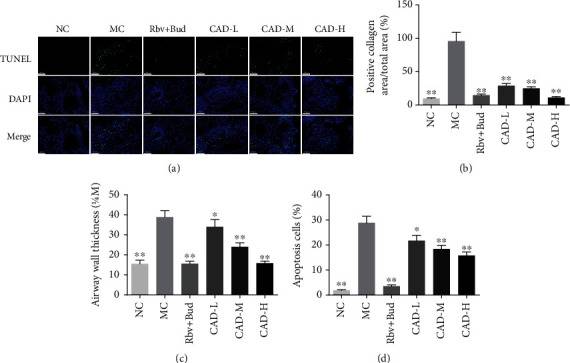 NC MC Rbv+Bud CAD-L CAD-M CAD-H
TUNEL
DAPI
Merge
(a)
Positive collagen
area/total area (%)
150
100
50
0
** ** ** ** **
NC MC Rbv+Bud CAD-L CAD-M CAD-H
(b)
Airway wall thickness (¼M)
50
40
30
20
10
0
** ** * ** **
NC MC Rbv+Bud CAD-L CAD-M CAD-H
(c)
Apoptosis cells (%)
40
30
20
10
0
** ** * ** **
NC MC Rbv+Bud CAD-L CAD-M CAD-H
(d)